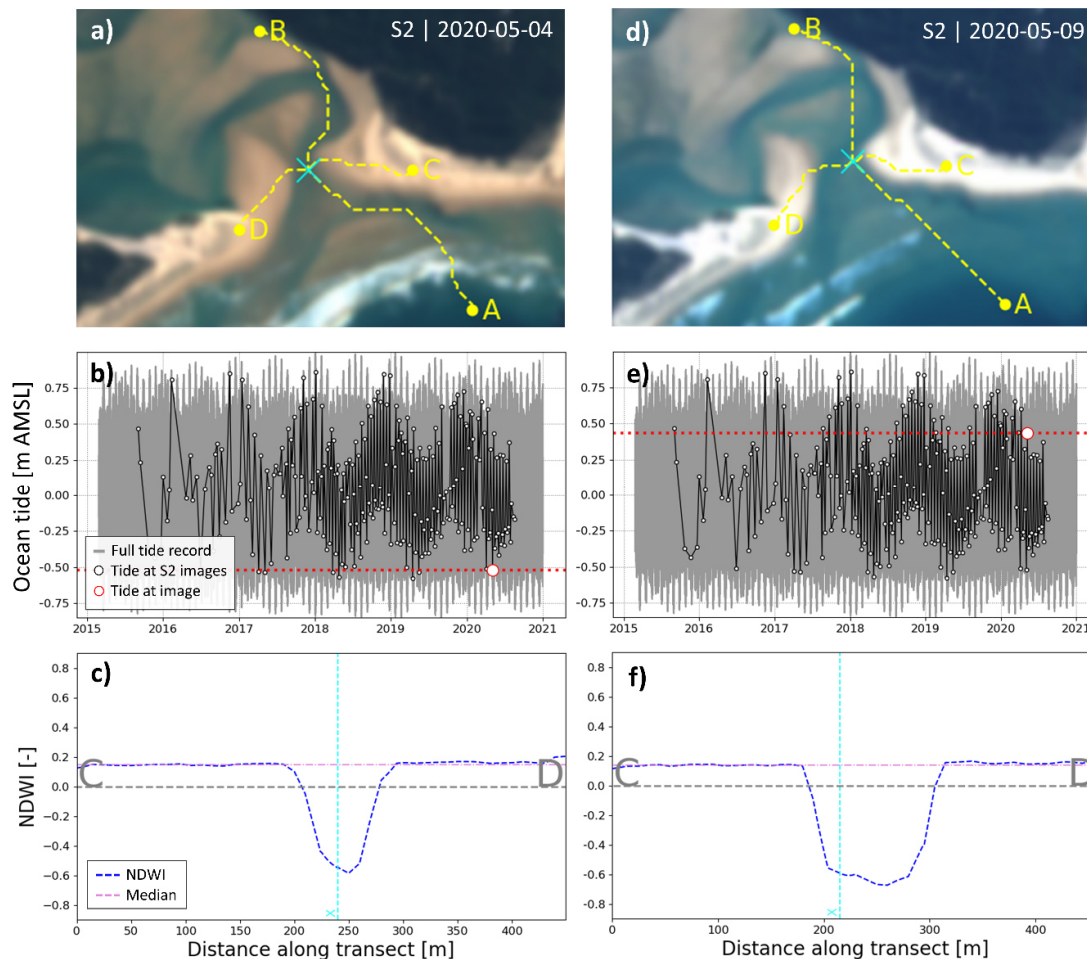 a)
S2 | 2020-05-04
B
C
D
A
d)
S2 | 2020-05-09
B
C
D
A
b)
Ocean tide [m AMSL]
0.75
0.50
0.25
0.00
-0.25
-0.50
-0.75
Full tide record
Tide at S2 images
Tide at image
2015
2016
2017
2018
2019
2020
2021
e)
0.75
0.50
0.25
0.00
-0.25
-0.50
-0.75
2015
2016
2017
2018
2019
2020
2021
c)
NDWI [-]
0.8
0.6
0.4
0.2
0.0
-0.2
-0.4
-0.6
-0.8
C
D
NDWI
Median
0
100
200
300
400
Distance along transect [m]
f)
0.8
0.6
0.4
0.2
0.0
-0.2
-0.4
-0.6
-0.8
C
D
0
100
200
300
400
Distance along transect [m]